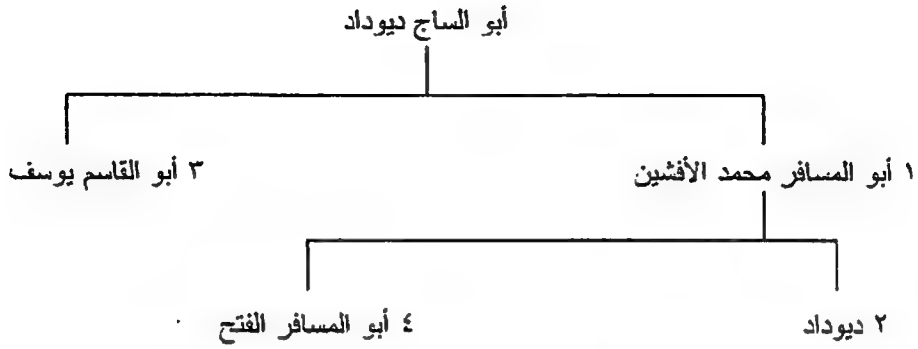 أبو الساج ديوداد
١ أبو المسافر محمد الأفشين
٣ أبو القاسم يوسف
٢ ديوداد
٤ أبو المسافر الفتح